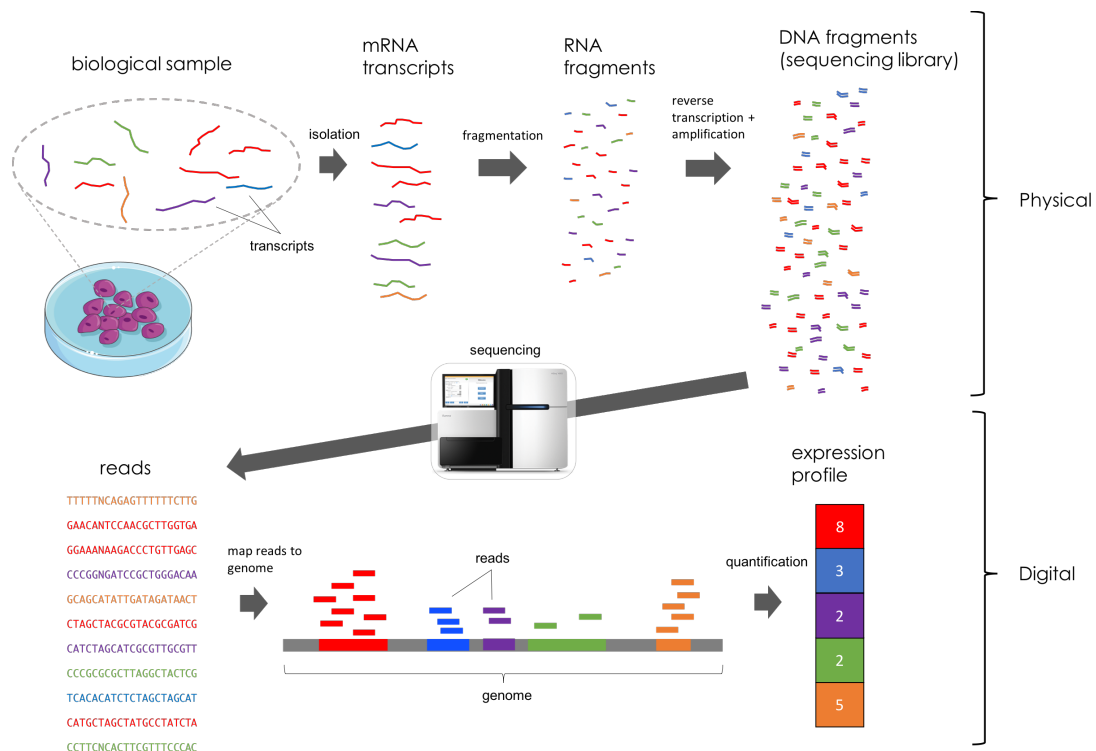 biological sample
isolation
transcripts
mRNA
transcripts
fragmentation
RNA
fragments
reverse
transcription +
amplification
DNA fragments
(sequencing library)
Physical
sequencing
reads
TTTTTNCAGAGTTTTTTCTTG
GAACANTCCAACGCTTGGTGA
GGAAANAAGACCCTGTTGAGC
CCCGGNGATCCGCTGGGACAA
GCAGCATATTGATAGATAACT
CTAGCTACGCGTACGCGATCG
CATCTAGCATCGCGTTGCGTT
CCCGCGCGCTTAGGCTACTCG
TCACACATCTCTAGCTAGCAT
CATGCTAGCTATGCCTATCTA
CCTTCNCACTTCGTTTCCCAC
map reads to
genome
reads
genome
quantification
expression
profile
8
3
2
2
5
Digital